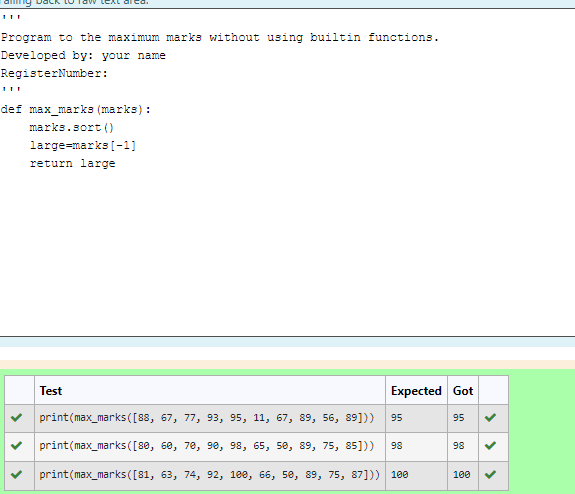 falling back to raw text area.
'''
Program to the maximum marks without using builtin functions.
Developed by: your name
RegisterNumber:
'''
def max_marks(marks):
    marks.sort()
    large=marks[-1]
    return large
Test Expected Got
print(max_marks([88, 67, 77, 93, 95, 11, 67, 89, 56, 89])) 95 95
print(max_marks([80, 60, 70, 90, 98, 65, 50, 89, 75, 85])) 98 98
print(max_marks([81, 63, 74, 92, 100, 66, 50, 89, 75, 87])) 100 100